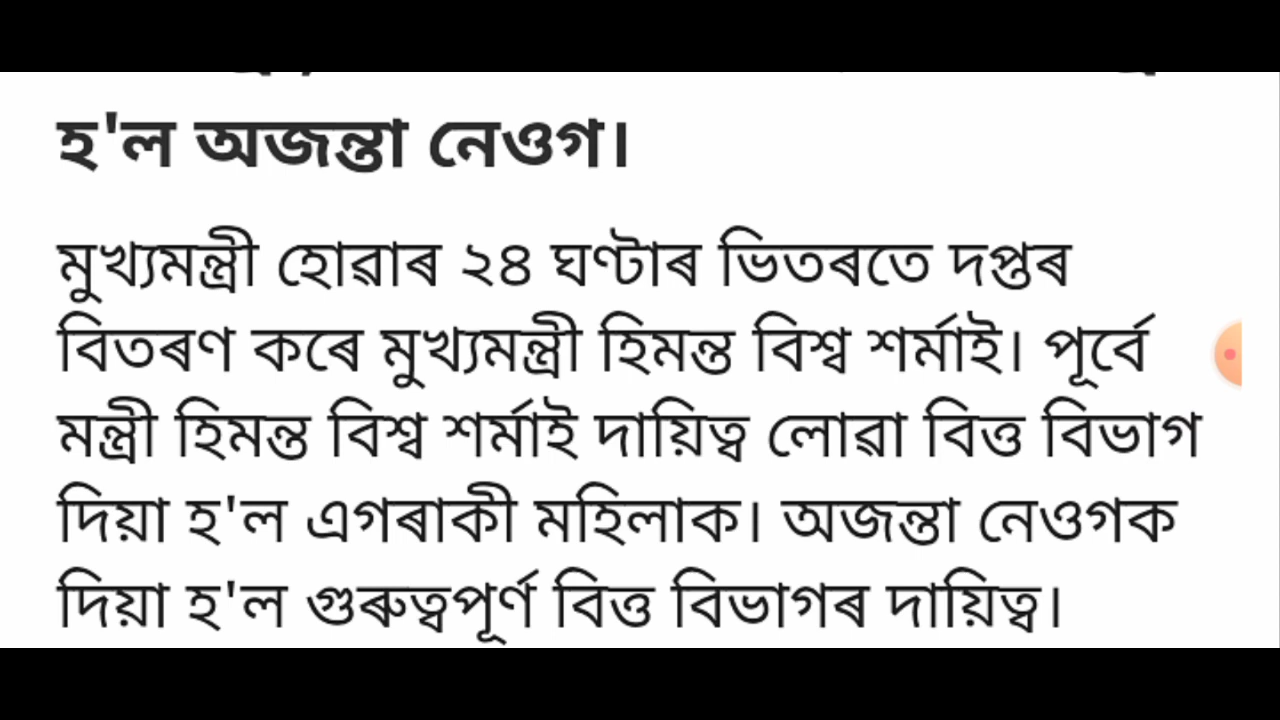 হ'ল অজন্তা নেওগ।
মুখ্যমন্ত্ৰী হোৱাৰ ২৪ ঘণ্টাৰ ভিতৰতে দপ্তৰ
বিতৰণ কৰে মুখ্যমন্ত্ৰী হিমন্ত বিশ্ব শৰ্মাই। পূৰ্বে
মন্ত্ৰী হিমন্ত বিশ্ব শৰ্মাই দায়িত্ব লোৱা বিত্ত বিভাগ
দিয়া হ'ল এগৰাকী মহিলাক। অজন্তা নেওগক
দিয়া হ'ল গুৰুত্বপূৰ্ণ বিত্ত বিভাগৰ দায়িত্ব।